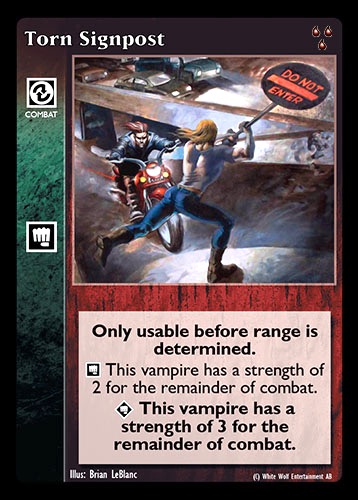 Torn Signpost
COMBAT
DO NOT
ENTER
Only usable before range is
determined.
This vampire has a strength of
2 for the remainder of combat.
This vampire has a
strength of 3 for the
remainder of combat.
Illus: Brian LeBlanc
(C) White Wolf Entertainment AB